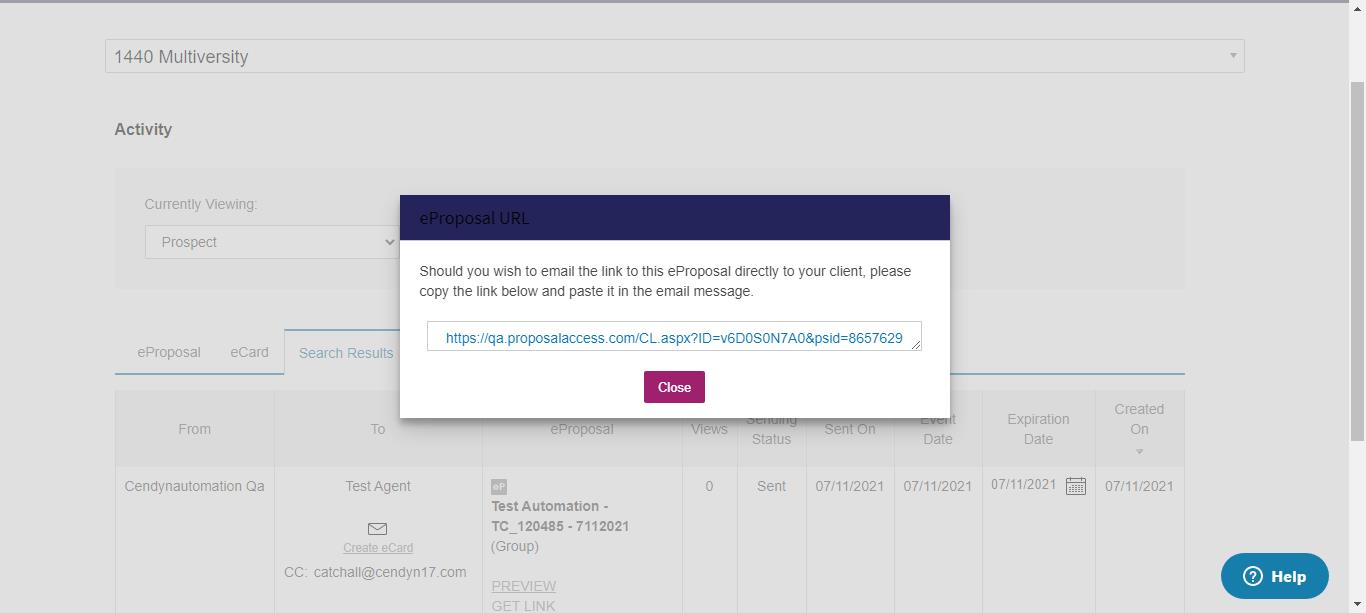 1440 Multiversity
Activity
Currently Viewing:
Prospect
eProposal URL
Should you wish to email the link to this eProposal directly to your client, please
copy the link below and paste it in the email message.
https://qa.proposalaccess.com/CL.aspx?ID=v6D0S0N7A0&psid=8657629
Close
eProposal eCard Search Results
From To eProposal Views Sending Status Sent On Event Date Expiration Date Created On
Cendynautomation Qa Test Agent eP 0 Sent 07/11/2021 07/11/2021 07/11/2021 07/11/2021
Test Automation -
TC_120485 - 7112021
(Group)
Create eCard
CC: catchall@cendyn17.com
PREVIEW
GET LINK
Help